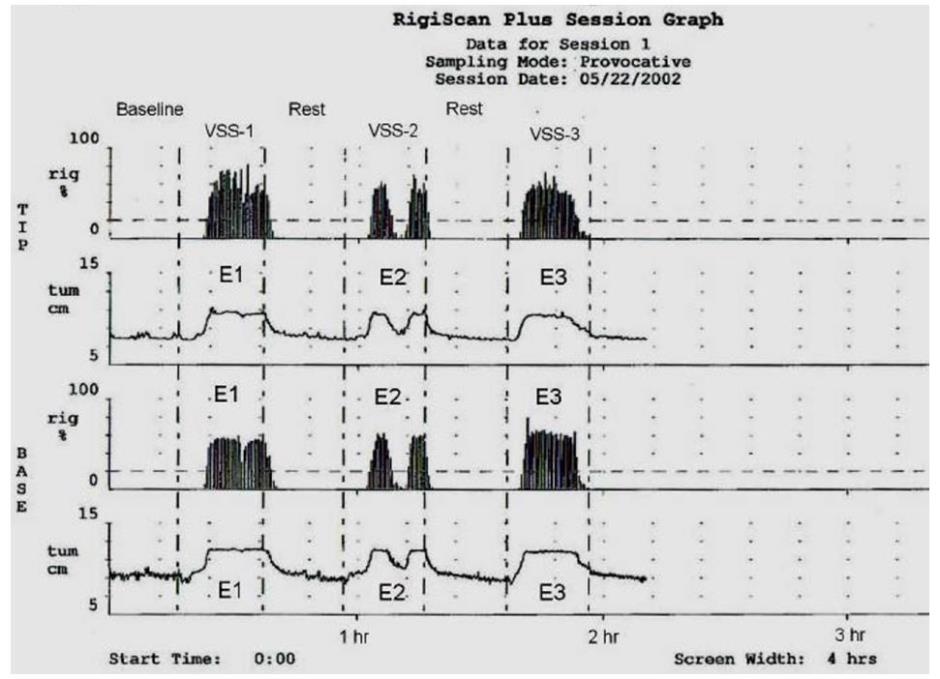 RigiScan Plus Session Graph
Data for Session 1
Sampling Mode: Provocative
Session Date: 05/22/2002
Baseline Rest Rest
VSS-1 VSS-2 VSS-3
100
rig
%
0
TIP
15
E1 E2 E3
tum
cm
5
100
E1 E2 E3
rig
%
0
BASE
15
tum
cm
E1 E2 E3
5
1 hr 2 hr 3 hr
Start Time: 0:00 Screen Width: 4 hrs